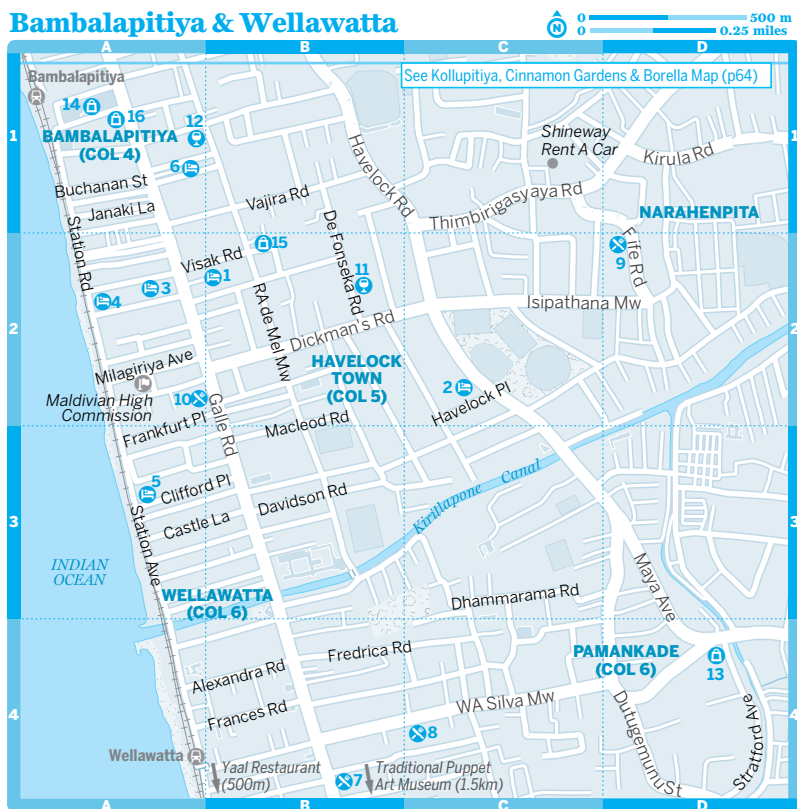 Bambalapitiya & Wellawatta
0 500 m
0 0.25 miles
A B C D
Bambalapitiya
See Kollupitiya, Cinnamon Gardens & Borella Map (p64)
14
16
12
BAMBALAPITIYA
(COL 4)
1
1
6
Shineway
Rent A Car
Kirula Rd
Havelock Rd
Buchanan St
Janaki La
Vajira Rd
Thimbirigasyaya Rd
NARAHENPITA
Station Rd
De Fonseka Rd
Visak Rd
15
1
11
9
Fife Rd
3
4
RA de Mel Mw
Isipathana Mw
Dickman's Rd
2
2
Milagiriya Ave
HAVELOCK
TOWN
(COL 5)
Maldivian High
Commission
10
2
Havelock Pl
Galle Rd
Frankfurt Pl
Macleod Rd
5
Clifford Pl
Davidson Rd
Kirillapone Canal
Castle La
3
3
Station Ave
INDIAN
OCEAN
WELLAWATTA
(COL 6)
Maya Ave
Dhammarama Rd
Fredrica Rd
PAMANKADE
(COL 6)
13
Alexandra Rd
WA Silva Mw
Frances Rd
4
4
8
Dutugemunu St
Stratford Ave
Wellawatta
Yaal Restaurant
(500m)
7
Traditional Puppet
Art Museum (1.5km)
A B C D